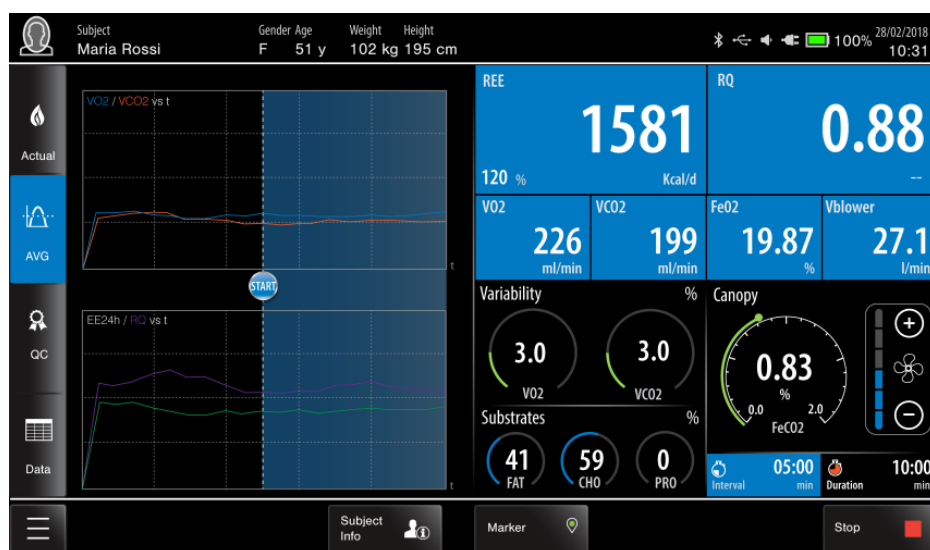 Subject Gender Age Weight Height
Maria Rossi F 51 y 102 kg 195 cm
100% 28/02/2018
10:31
Actual
AVG
QC
Data
VO2 / VCO2 vs t
t
START
EE24h / RQ vs t
t
REE
1581
120 % Kcal/d
RQ
0.88
--
VO2
226
ml/min
VCO2
199
ml/min
FeO2
19.87
%
Vblower
27.1
l/min
Variability %
3.0
VO2
3.0
VCO2
Substrates %
41
FAT
59
CHO
0
PRO
Canopy
0.83
%
0.0 2.0
FeCO2
+
−
05:00
Interval min
10:00
Duration min
Subject
Info
Marker
Stop